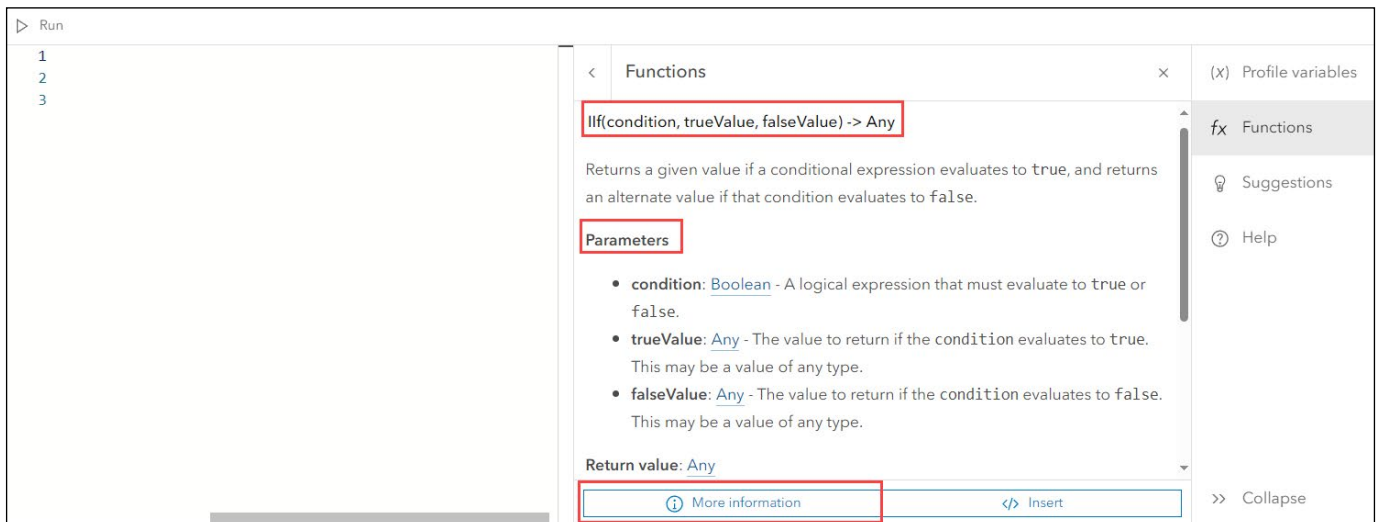 Run
1
2
3
Functions
IIf(condition, trueValue, falseValue) -> Any
Returns a given value if a conditional expression evaluates to true, and returns
an alternate value if that condition evaluates to false.
Parameters
• condition: Boolean - A logical expression that must evaluate to true or
false.
• trueValue: Any - The value to return if the condition evaluates to true.
This may be a value of any type.
• falseValue: Any - The value to return if the condition evaluates to false.
This may be a value of any type.
Return value: Any
More information
</> Insert
(x) Profile variables
fx Functions
Suggestions
Help
>> Collapse